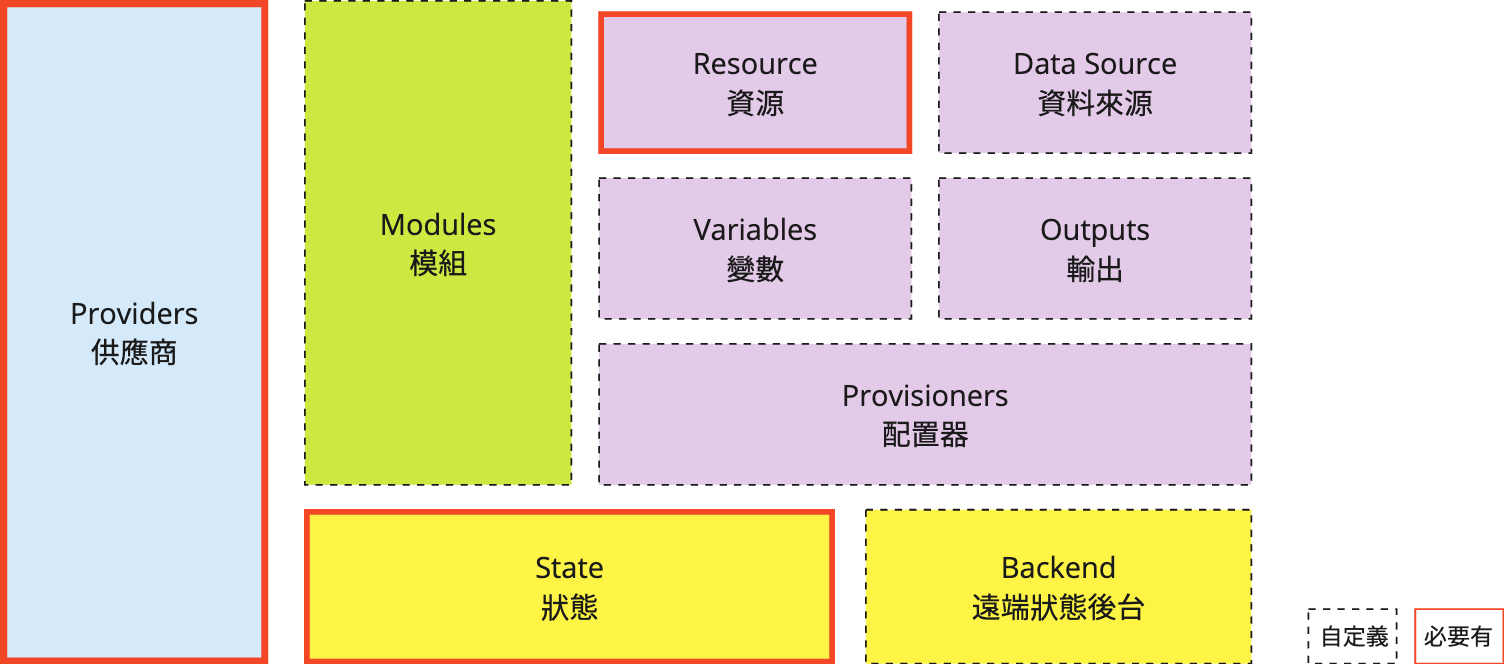 Providers
供應商
Modules
模組
Resource
資源
Data Source
資料來源
Variables
變數
Outputs
輸出
Provisioners
配置器
State
狀態
Backend
遠端狀態後台
自定義
必要有